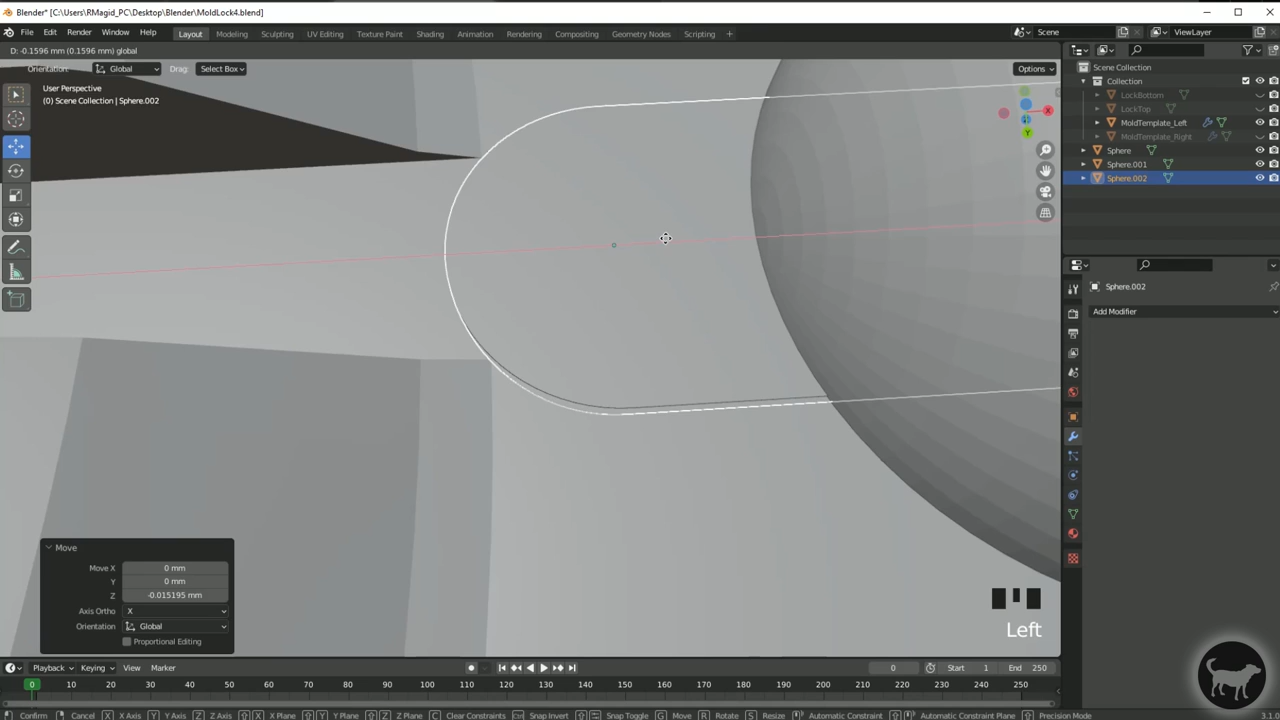 Blender* [C:\Users\RMagid_PC\Desktop\Blender\MoldLock4.blend]
File Edit Render Window Help Layout Modeling Sculpting UV Editing Texture Paint Shading Animation Rendering Compositing Geometry Nodes Scripting + Scene ViewLayer
D: -0.1596 mm (0.1596 mm) global
Orientation: Global Drag: Select Box Options
User Perspective
(0) Scene Collection | Sphere.002
X
Y
Scene Collection
Collection
LockBottom
LockTop
MoldTemplate_Left
MoldTemplate_Right
Sphere
Sphere.001
Sphere.002
Sphere.002
Add Modifier
Move
Move X 0 mm
Y 0 mm
Z -0.015195 mm
Axis Ortho X
Orientation Global
Proportional Editing
Left
Playback Keying View Marker 0 Start 1 End 250
0 10 20 30 40 50 60 70 80 90 100 110 120 130 140 150 160 170 180 190 200 210 220 230 240 250
Confirm Cancel X X Axis Y Y Axis Z Z Axis X X Plane Y Y Plane Z Z Plane C Clear Constraints Snap Invert Snap Toggle G Move R Rotate S Resize Automatic Constraint Automatic Constraint Plane Precision Mode